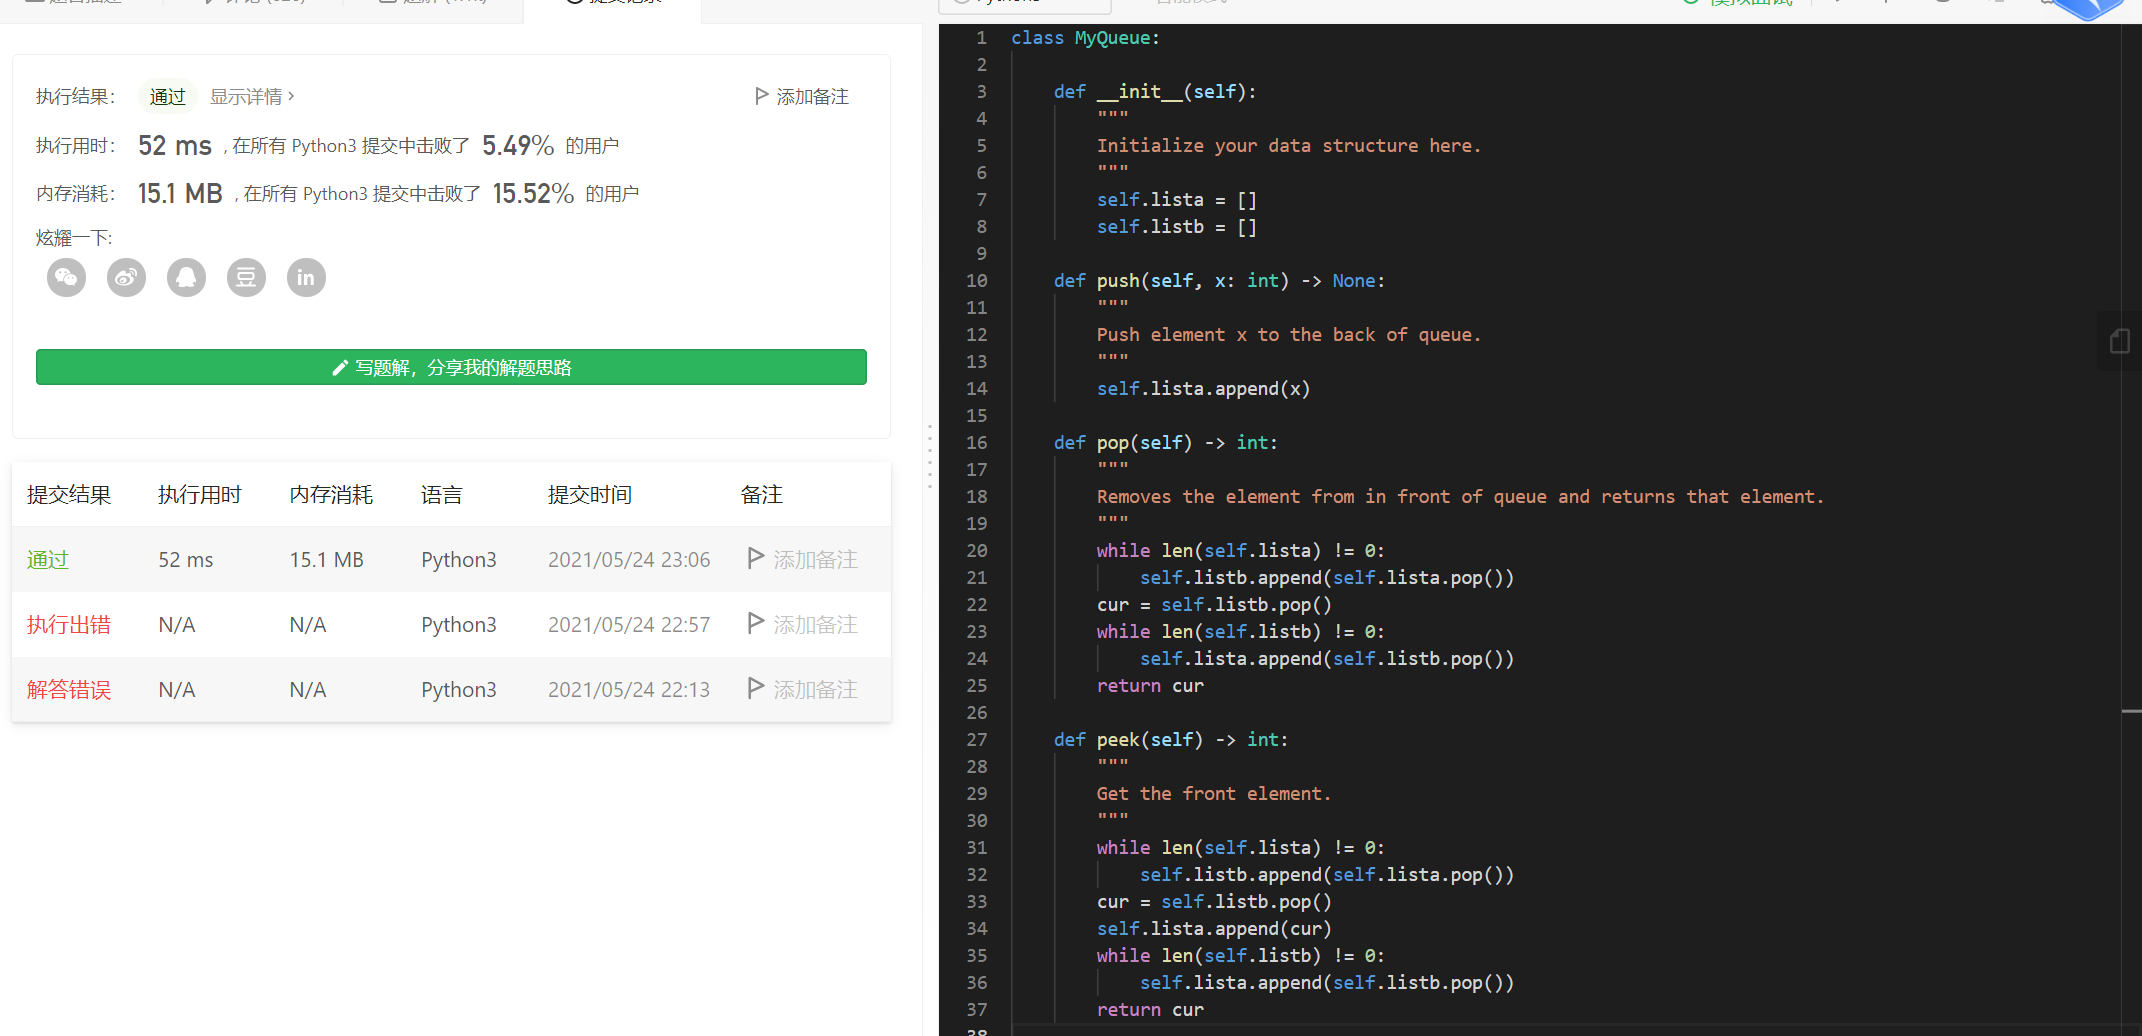 执行结果： 通过 显示详情 ›
添加备注
执行用时： 52 ms , 在所有 Python3 提交中击败了 5.49% 的用户
内存消耗： 15.1 MB , 在所有 Python3 提交中击败了 15.52% 的用户
炫耀一下:
豆 in
写题解，分享我的解题思路
提交结果 执行用时 内存消耗 语言 提交时间 备注
通过 52 ms 15.1 MB Python3 2021/05/24 23:06 添加备注
执行出错 N/A N/A Python3 2021/05/24 22:57 添加备注
解答错误 N/A N/A Python3 2021/05/24 22:13 添加备注
1 class MyQueue:
2
3 def __init__(self):
4 """
5 Initialize your data structure here.
6 """
7 self.lista = []
8 self.listb = []
9
10 def push(self, x: int) -> None:
11 """
12 Push element x to the back of queue.
13 """
14 self.lista.append(x)
15
16 def pop(self) -> int:
17 """
18 Removes the element from in front of queue and returns that element.
19 """
20 while len(self.lista) != 0:
21 self.listb.append(self.lista.pop())
22 cur = self.listb.pop()
23 while len(self.listb) != 0:
24 self.lista.append(self.listb.pop())
25 return cur
26
27 def peek(self) -> int:
28 """
29 Get the front element.
30 """
31 while len(self.lista) != 0:
32 self.listb.append(self.lista.pop())
33 cur = self.listb.pop()
34 self.lista.append(cur)
35 while len(self.listb) != 0:
36 self.lista.append(self.listb.pop())
37 return cur
38